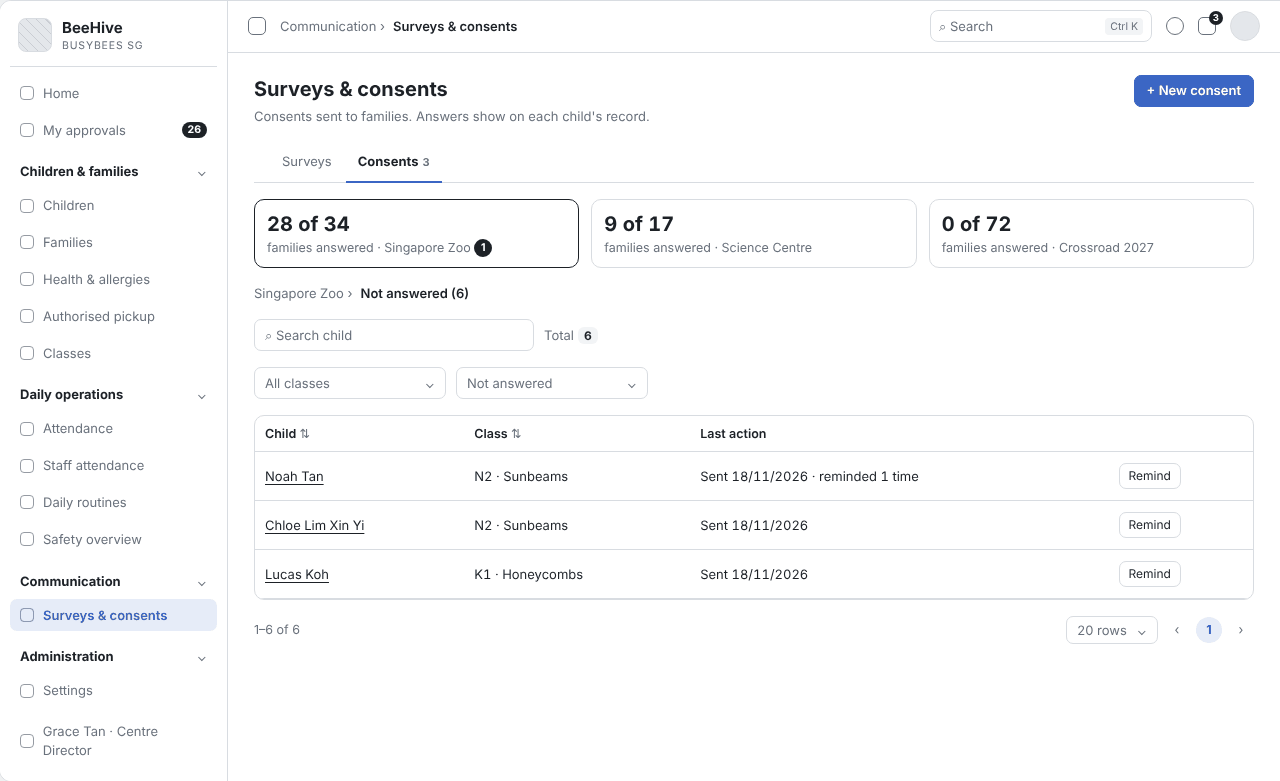 BeeHive
BUSYBEES SG
Home
My approvals 26
Children & families
Children
Families
Health & allergies
Authorised pickup
Classes
Daily operations
Attendance
Staff attendance
Daily routines
Safety overview
Communication
Surveys & consents
Administration
Settings
Grace Tan · Centre
Director
Communication › Surveys & consents
Search Ctrl K
3
Surveys & consents
+ New consent
Consents sent to families. Answers show on each child's record.
Surveys Consents 3
28 of 34
families answered · Singapore Zoo 1
9 of 17
families answered · Science Centre
0 of 72
families answered · Crossroad 2027
Singapore Zoo › Not answered (6)
Search child Total 6
All classes Not answered
Child ⇅ Class ⇅ Last action
Noah Tan N2 · Sunbeams Sent 18/11/2026 · reminded 1 time Remind
Chloe Lim Xin Yi N2 · Sunbeams Sent 18/11/2026 Remind
Lucas Koh K1 · Honeycombs Sent 18/11/2026 Remind
1–6 of 6 20 rows ‹ 1 ›